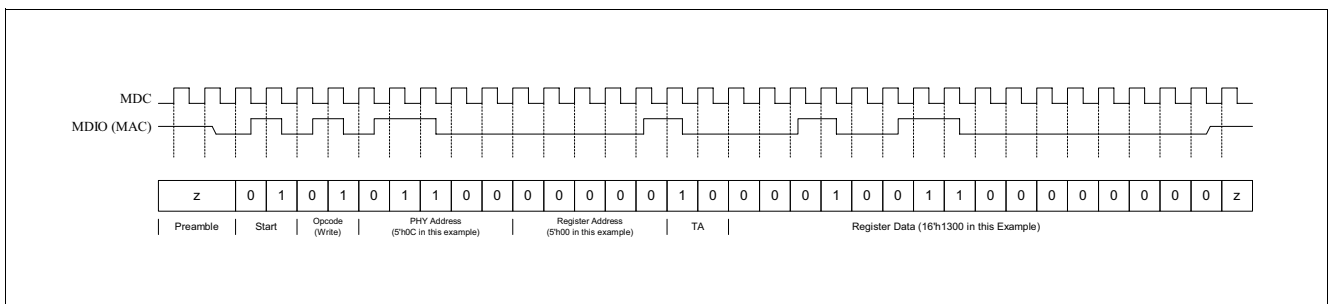 MDC
MDIO (MAC)
z 0 1 0 1 0 1 1 0 0 0 0 0 0 0 1 0 0 0 0 1 0 0 1 1 0 0 0 0 0 0 0 0 z
Preamble
Start
Opcode
(Write)
PHY Address
(5'h0C in this example)
Register Address
(5'h00 in this example)
TA
Register Data (16'h1300 in this Example)